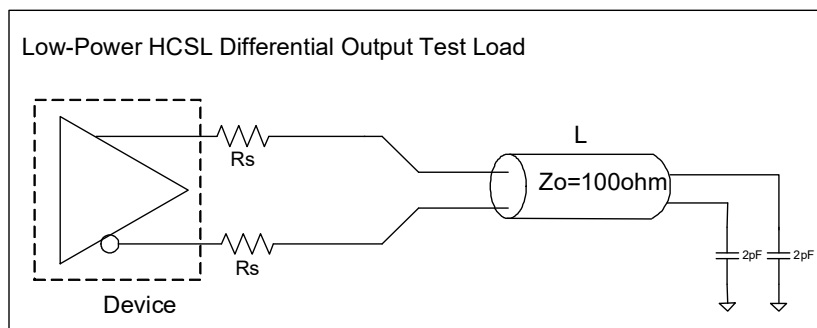 Low-Power HCSL Differential Output Test Load
Rs
L
Zo=100ohm
2pF
2pF
Rs
Device